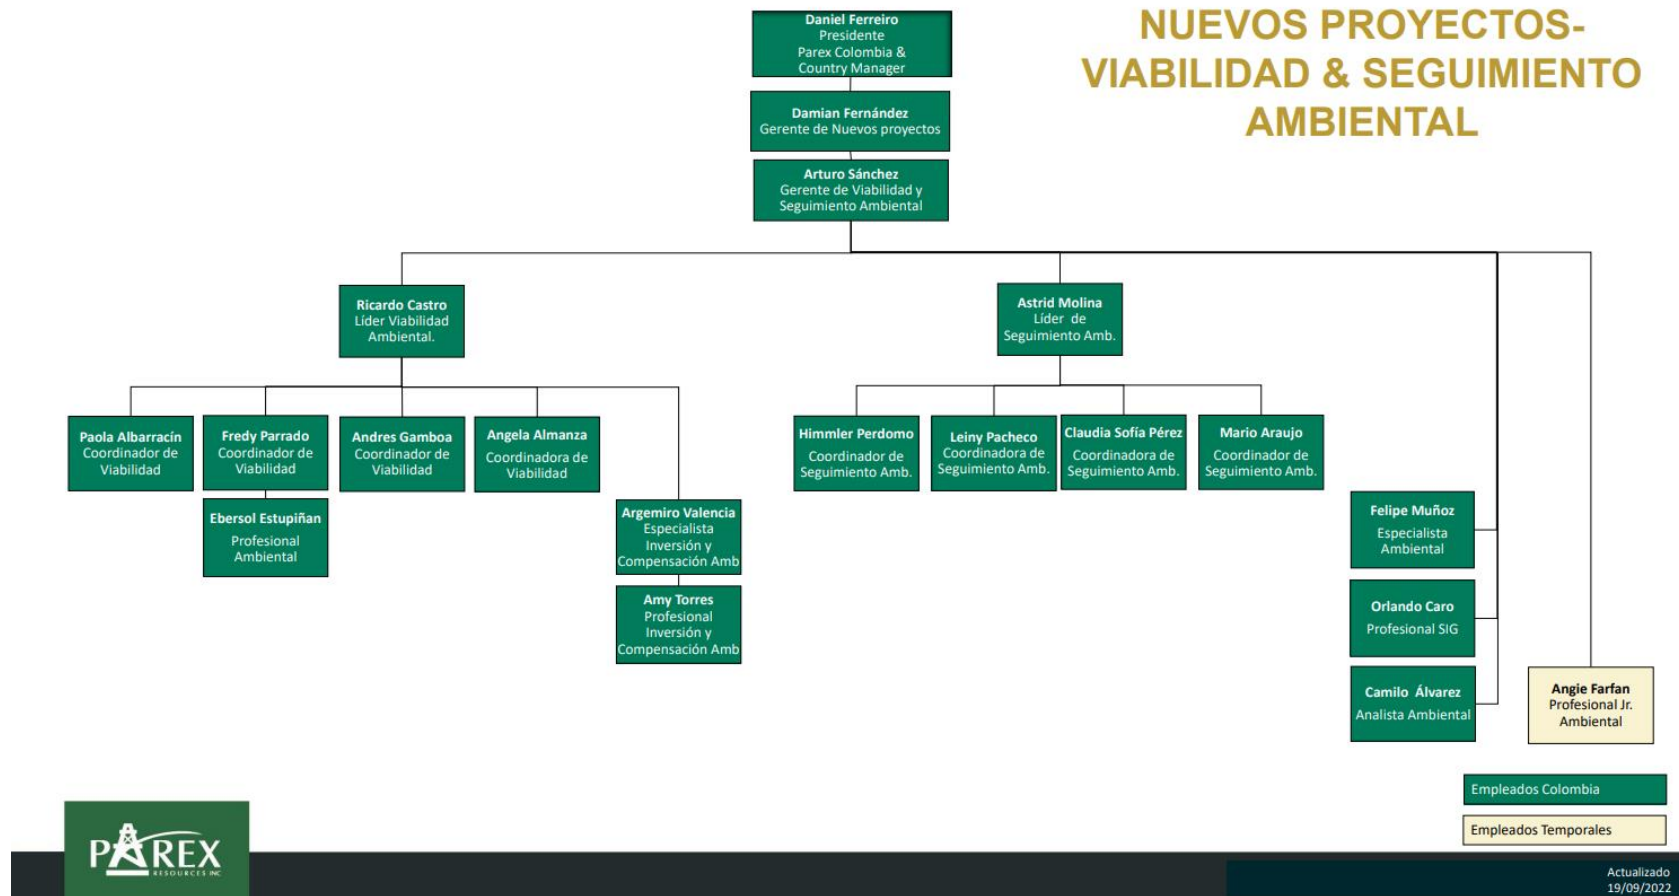 NUEVOS PROYECTOS-
VIABILIDAD & SEGUIMIENTO
AMBIENTAL
Daniel Ferreiro
Presidente
Parex Colombia &
Country Manager
Damian Fernández
Gerente de Nuevos proyectos
Arturo Sánchez
Gerente de Viabilidad y
Seguimiento Ambiental
Ricardo Castro
Líder Viabilidad
Ambiental.
Astrid Molina
Líder de
Seguimiento Amb.
Paola Albarracín
Coordinador de
Viabilidad
Fredy Parrado
Coordinador de
Viabilidad
Andres Gamboa
Coordinador de
Viabilidad
Angela Almanza
Coordinadora de
Viabilidad
Himmler Perdomo
Coordinador de
Seguimiento Amb.
Leiny Pacheco
Coordinadora de
Seguimiento Amb.
Claudia Sofía Pérez
Coordinadora de
Seguimiento Amb.
Mario Araujo
Coordinador de
Seguimiento Amb.
Ebersol Estupiñan
Profesional
Ambiental
Argemiro Valencia
Especialista
Inversión y
Compensación Amb
Amy Torres
Profesional
Inversión y
Compensación Amb
Felipe Muñoz
Especialista
Ambiental
Orlando Caro
Profesional SIG
Camilo Álvarez
Analista Ambiental
Angie Farfan
Profesional Jr.
Ambiental
Empleados Colombia
Empleados Temporales
PAREX
RESOURCES INC
Actualizado
19/09/2022